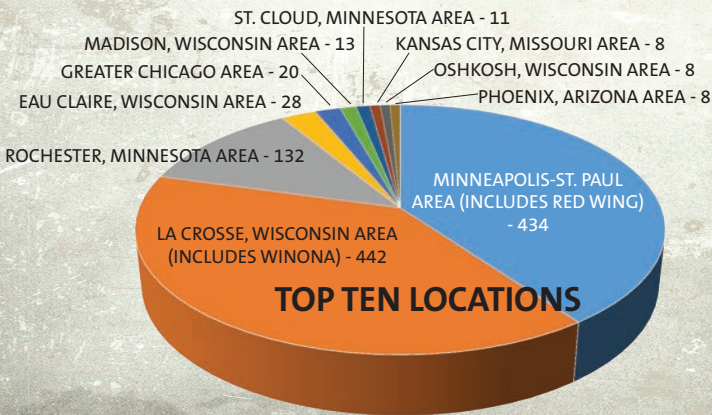 ST. CLOUD, MINNESOTA AREA - 11
MADISON, WISCONSIN AREA - 13
KANSAS CITY, MISSOURI AREA - 8
GREATER CHICAGO AREA - 20
OSHKOSH, WISCONSIN AREA - 8
EAU CLAIRE, WISCONSIN AREA - 28
PHOENIX, ARIZONA AREA - 8
ROCHESTER, MINNESOTA AREA - 132
MINNEAPOLIS-ST. PAUL
AREA (INCLUDES RED WING)
- 434
LA CROSSE, WISCONSIN AREA
(INCLUDES WINONA) - 442
TOP TEN LOCATIONS